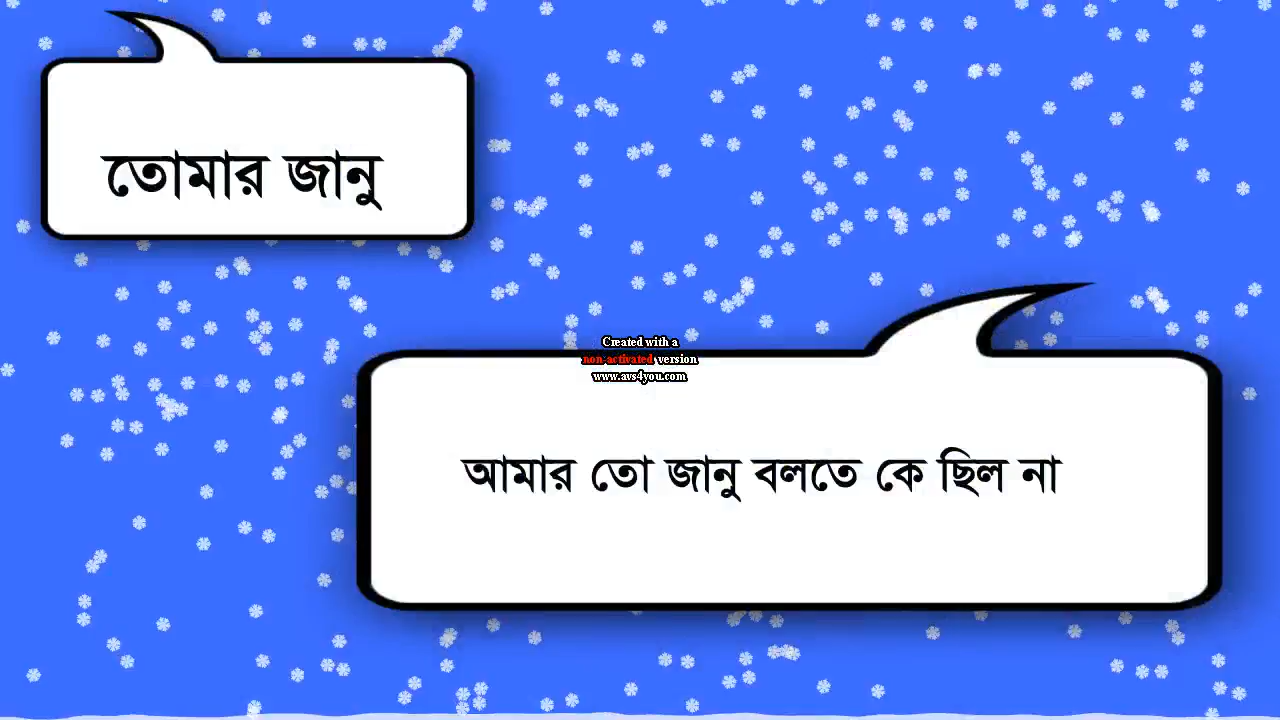 তোমার জানু
Created with a
non-activated version
www.avs4you.com
আমার তো জানু বলতে কে ছিল না